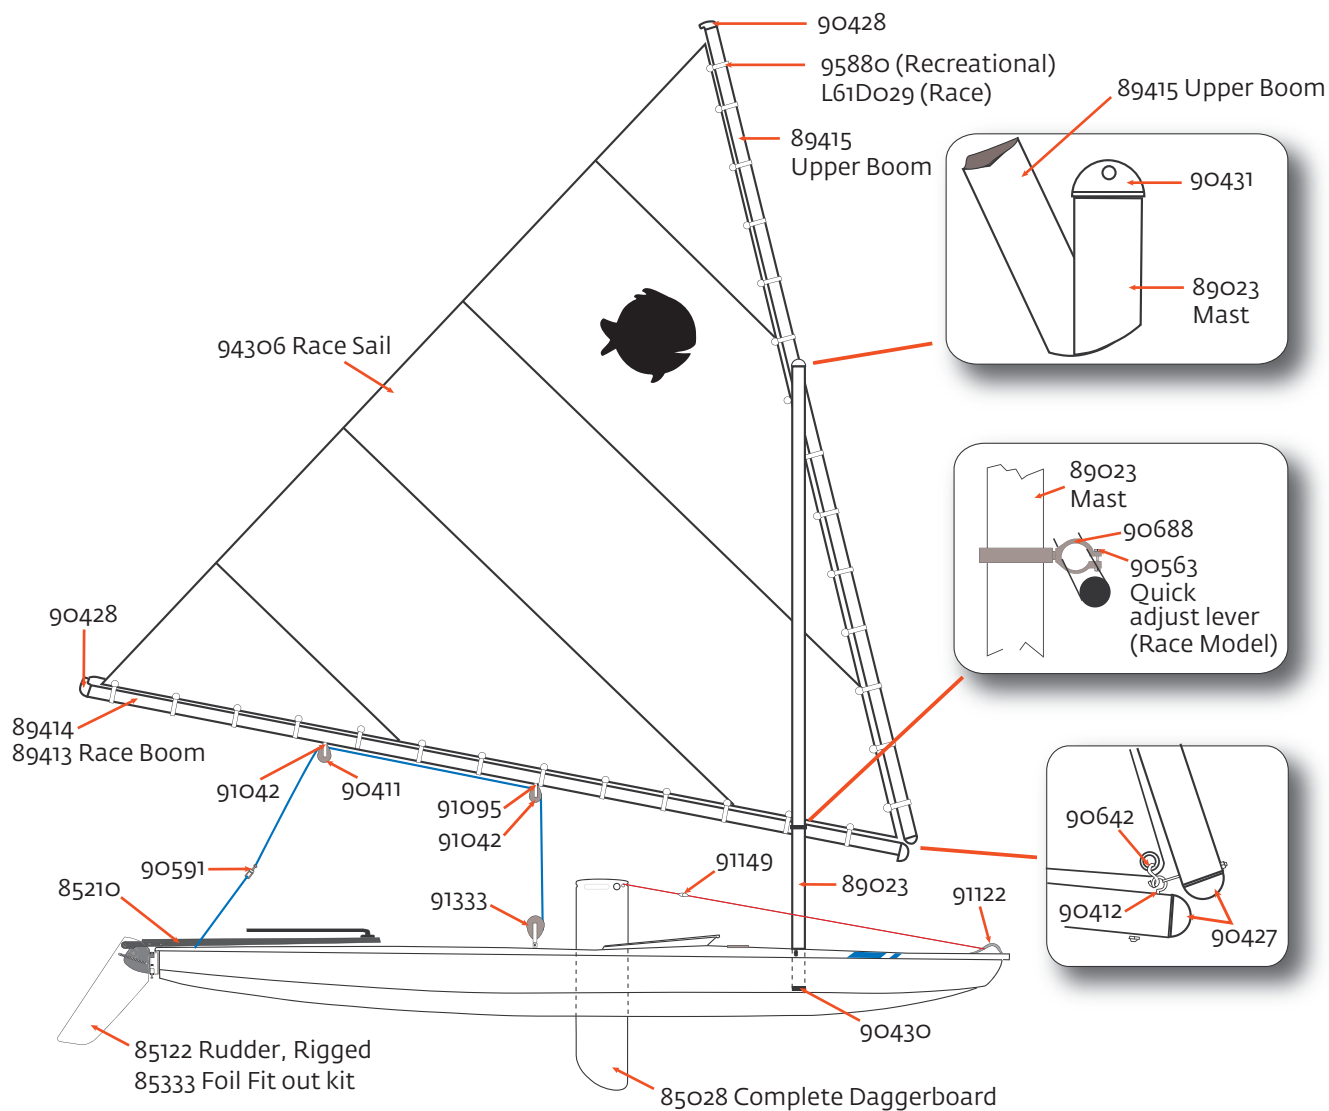 90428
95880 (Recreational)
L61D029 (Race)
89415 Upper Boom
89415
Upper Boom
90431
89023
Mast
94306 Race Sail
89023
Mast
90688
90563
Quick
adjust lever
(Race Model)
90428
89414
89413 Race Boom
91042
90411
91095
91042
90642
90412
90427
90591
85210
91333
91149
89023
91122
90430
85122 Rudder, Rigged
85333 Foil Fit out kit
85028 Complete Daggerboard